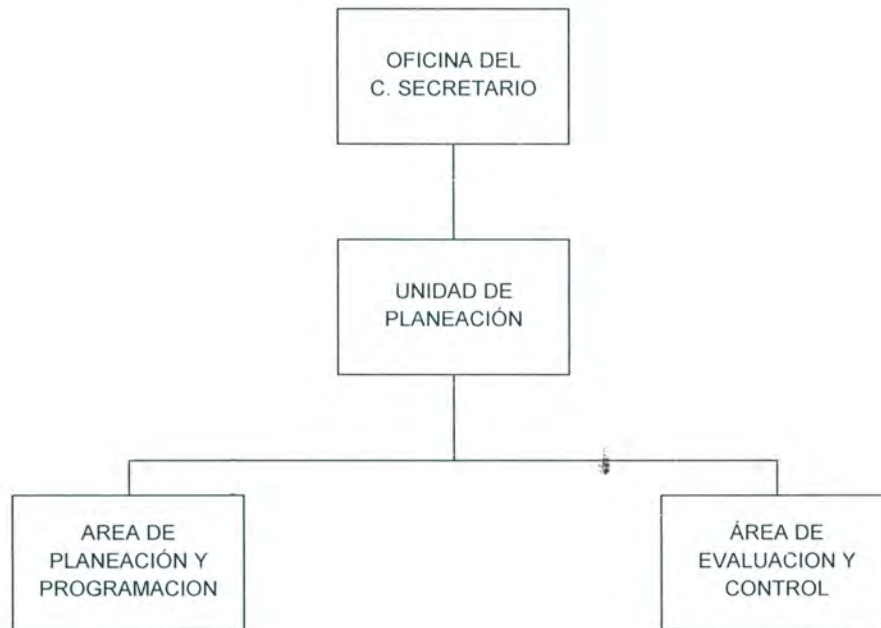 OFICINA DEL
C. SECRETARIO
UNIDAD DE
PLANEACIÓN
AREA DE
PLANEACIÓN Y
PROGRAMACION
ÁREA DE
EVALUACION Y
CONTROL